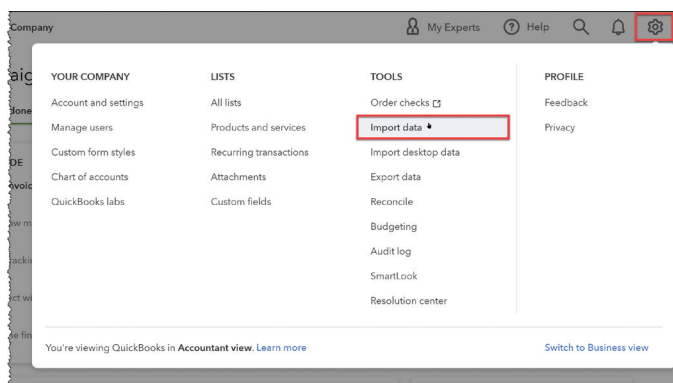 Company
My Experts
Help
YOUR COMPANY
Account and settings
Manage users
Custom form styles
Chart of accounts
QuickBooks labs
LISTS
All lists
Products and services
Recurring transactions
Attachments
Custom fields
TOOLS
Order checks
Import data
Import desktop data
Export data
Reconcile
Budgeting
Audit log
SmartLook
Resolution center
PROFILE
Feedback
Privacy
You're viewing QuickBooks in Accountant view. Learn more
Switch to Business view